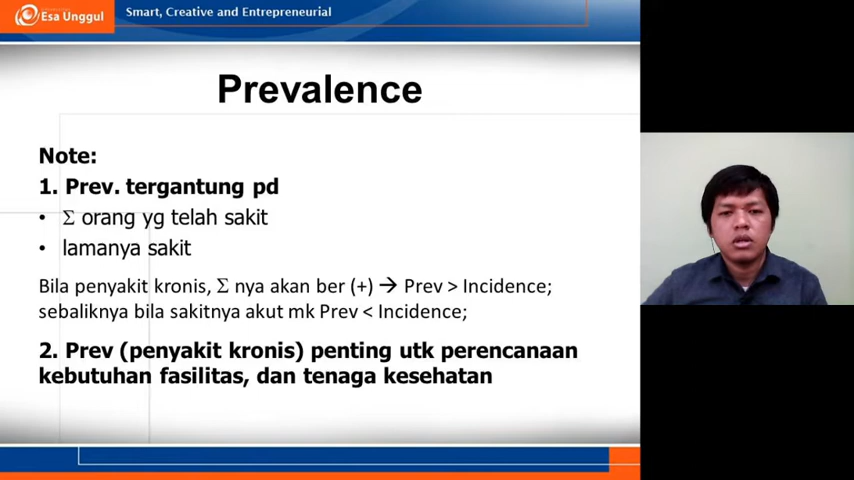 Esa Unggul
Smart, Creative and Entrepreneurial
Prevalence
Note:
1. Prev. tergantung pd
• Σ orang yg telah sakit
• lamanya sakit
Bila penyakit kronis, Σ nya akan ber (+) → Prev > Incidence;
sebaliknya bila sakitnya akut mk Prev < Incidence;
2. Prev (penyakit kronis) penting utk perencanaan
kebutuhan fasilitas, dan tenaga kesehatan